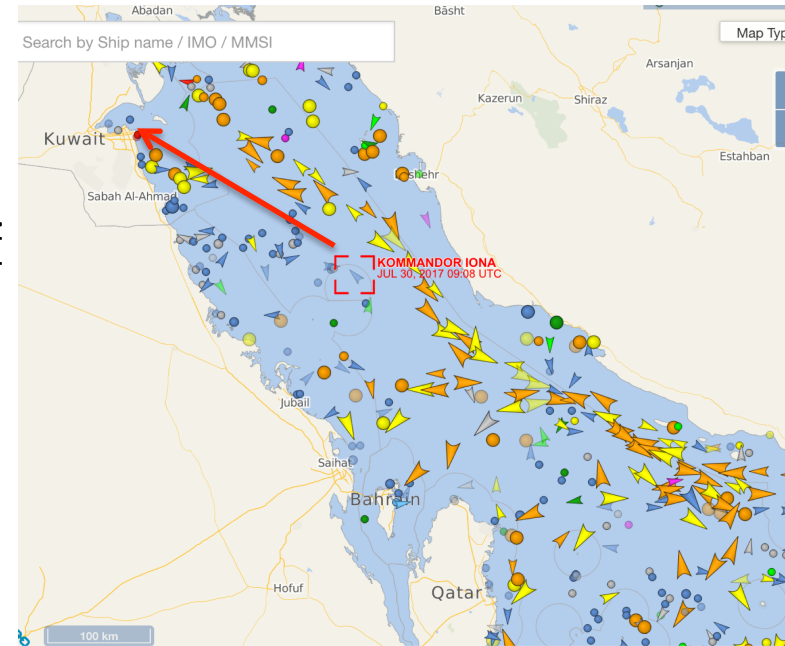 Abadan
Bāsht
Search by Ship name / IMO / MMSI
Map Typ
Arsanjan
Kazerun
Shiraz
Kuwait
Estahban
Sabah Al-Ahmad
KOMMANDOR IONA
JUL 30, 2017 09:08 UTC
Jubail
Saihat
Bahrain
Hofuf
Qatar
100 km